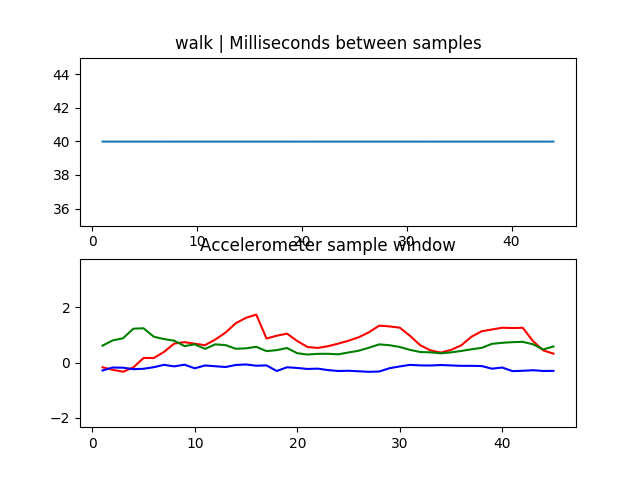 walk | Milliseconds between samples
44
42
40
38
36
0 10 20 30 40
Accelerometer sample window
2
0
−2
0 10 20 30 40